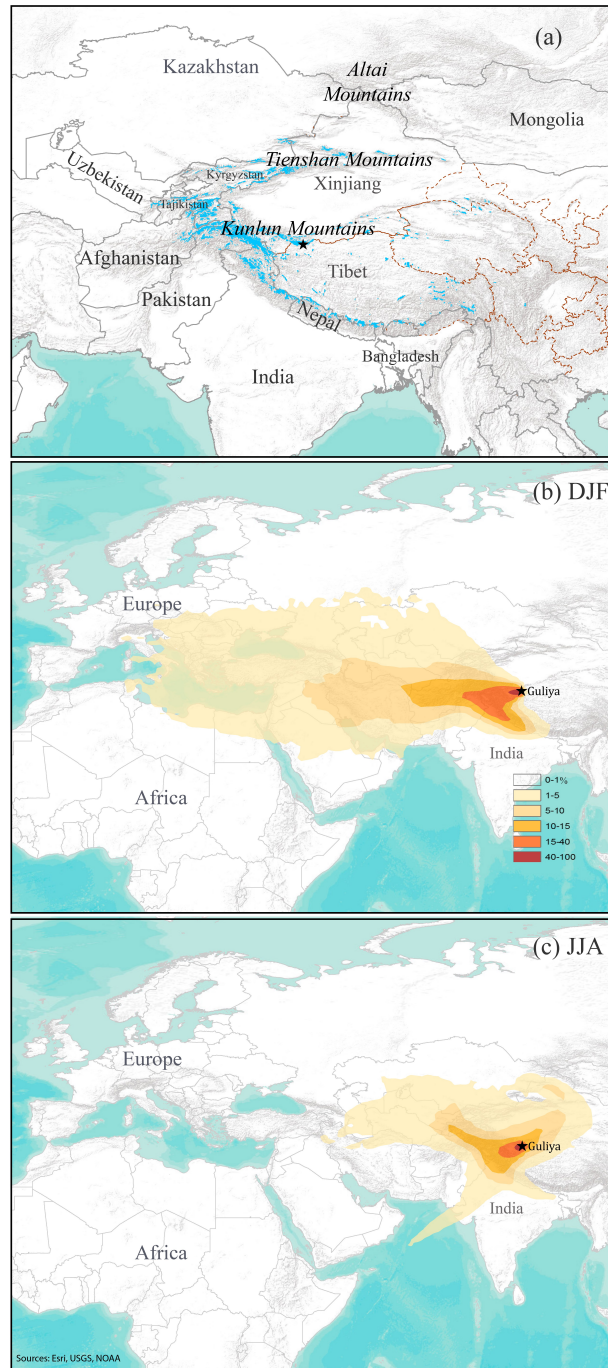 (a)
Kazakhstan
Altai
Mountains
Mongolia
Uzbekistan
Tienshan Mountains
Kyrgyzstan
Xinjiang
Tajikistan
Kunlun Mountains
Afghanistan
Tibet
Pakistan
Nepal
Bangladesh
India
(b) DJF
Europe
Guliya
India
0-1%
1-5
5-10
10-15
15-40
40-100
Africa
(c) JJA
Europe
Guliya
India
Africa
Sources: Esri, USGS, NOAA